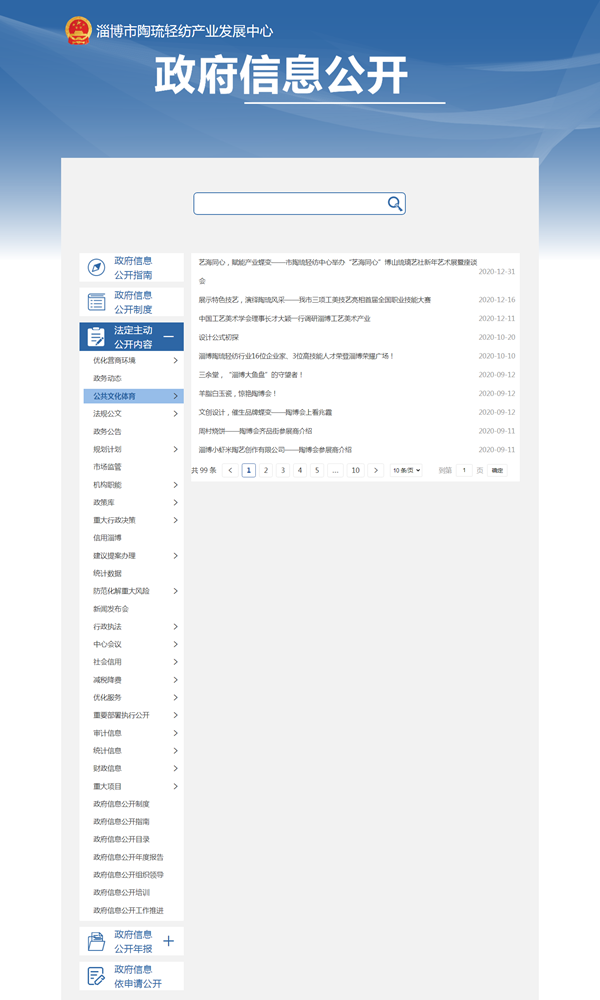 淄博市陶琉轻纺产业发展中心
政府信息公开
政府信息
公开指南
政府信息
公开制度
法定主动
公开内容
优化营商环境
政务动态
公共文化体育
法规公文
政务公告
规划计划
市场监管
机构职能
政策库
重大行政决策
信用淄博
建议提案办理
统计数据
防范化解重大风险
新闻发布会
行政执法
中心会议
社会信用
减税降费
优化服务
重要部署执行公开
审计信息
统计信息
财政信息
重大项目
政府信息公开制度
政府信息公开指南
政府信息公开目录
政府信息公开年度报告
政府信息公开组织领导
政府信息公开培训
政府信息公开工作推进
政府信息
公开年报
政府信息
依申请公开
艺海同心，赋能产业蝶变——市陶琉轻纺中心举办“艺海同心”博山琉璃艺社新年艺术展暨座谈
会 2020-12-31
展示特色技艺，演绎陶琉风采——我市三项工美技艺亮相首届全国职业技能大赛 2020-12-16
中国工艺美术学会理事长才大颖一行调研淄博工艺美术产业 2020-12-11
设计公式初探 2020-10-20
淄博陶琉轻纺行业16位企业家、3位高技能人才荣登淄博荣耀广场！ 2020-10-10
三余堂，“淄博大鱼盘”的守望者！ 2020-09-12
羊脂白玉瓷，惊艳陶博会！ 2020-09-12
文创设计，催生品牌蝶变——陶博会上看兆霞 2020-09-12
周村烧饼——陶博会齐品街参展商介绍 2020-09-11
淄博小虾米陶艺创作有限公司——陶博会参展商介绍 2020-09-11
共 99 条 1 2 3 4 5 … 10 10 条/页 到第 1 页 确定